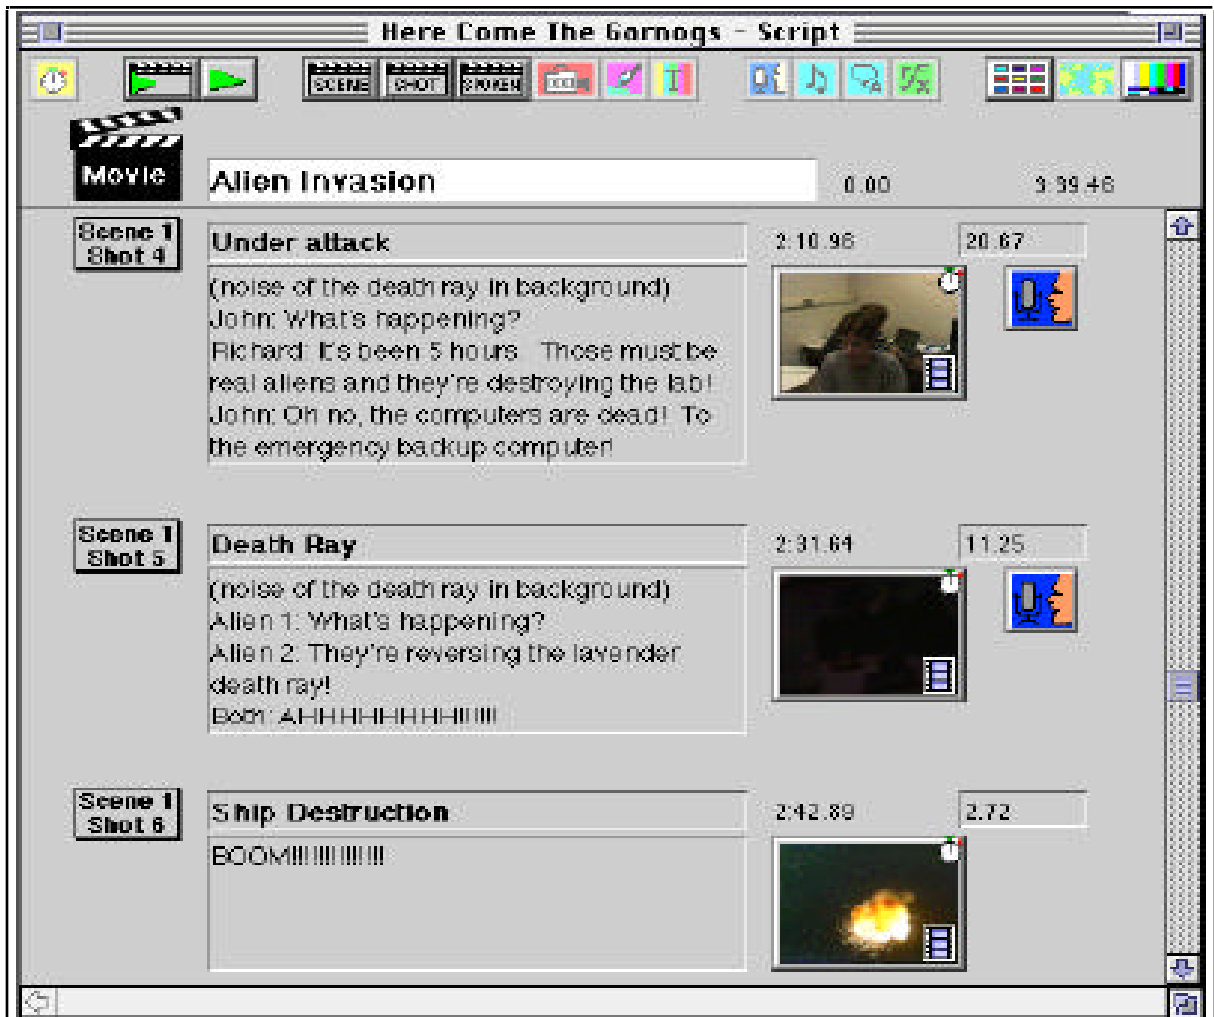 Here Come The Garnogs – Script
SCENE SHOT SPOKEN
Movie
Alien Invasion 0.00 3:39.46
Scene 1
Shot 4
Under attack 2:10.96 20.67
(noise of the death ray in background)
John: What's happening?
Richard: It's been 5 hours. Those must be
real aliens and they're destroying the lab!
John: Oh no, the computers are dead! To
the emergency backup computer!
Scene 1
Shot 5
Death Ray 2:31.64 11.25
(noise of the death ray in background)
Alien 1: What's happening?
Alien 2: They're reversing the lavender
death ray!
Both: AHHHHHHHH!!!!!!!
Scene 1
Shot 6
Ship Destruction 2:42.89 2.72
BOOM!!!!!!!!!!!!!!!